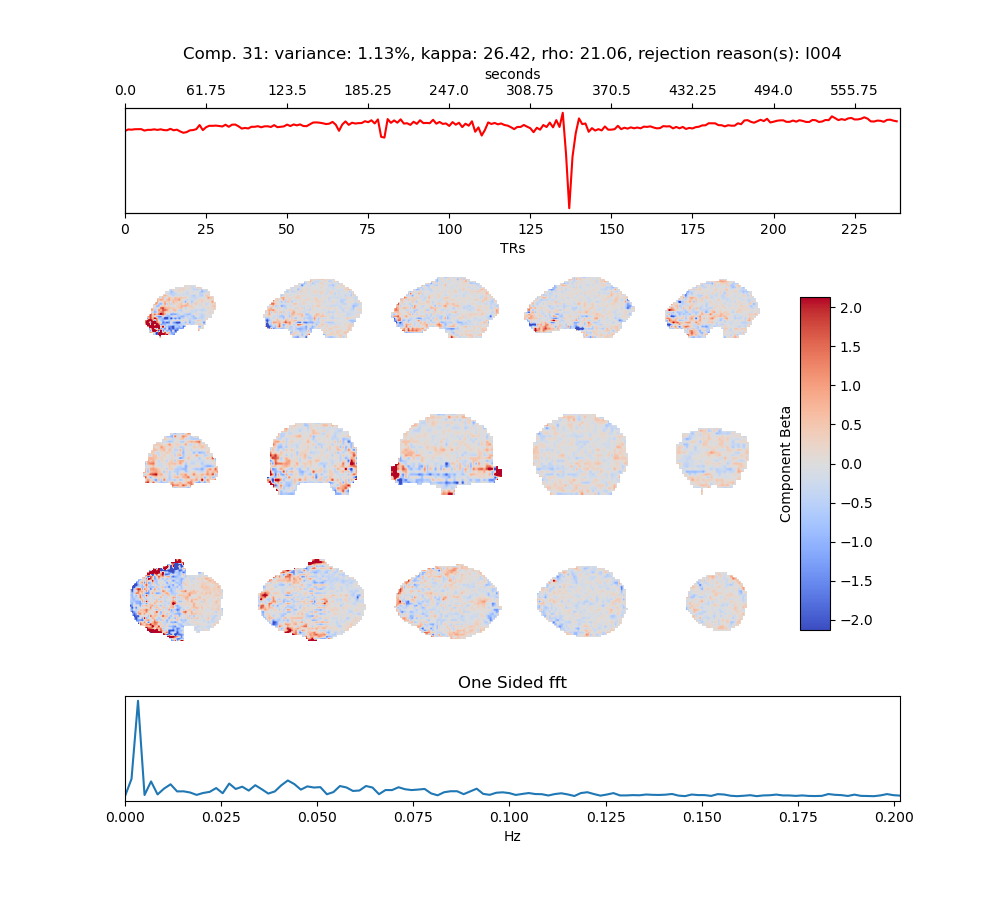 Comp. 31: variance: 1.13%, kappa: 26.42, rho: 21.06, rejection reason(s): I004
seconds
0.0 61.75 123.5 185.25 247.0 308.75 370.5 432.25 494.0 555.75
0 25 50 75 100 125 150 175 200 225
TRs
Component Beta
2.0
1.5
1.0
0.5
0.0
−0.5
−1.0
−1.5
−2.0
One Sided fft
0.000 0.025 0.050 0.075 0.100 0.125 0.150 0.175 0.200
Hz